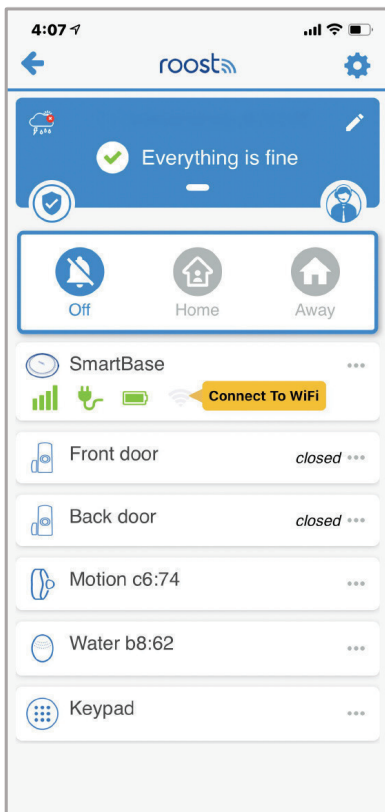 4:07
roost
Everything is fine
Off Home Away
SmartBase
Connect To WiFi
Front door closed
Back door closed
Motion c6:74
Water b8:62
Keypad